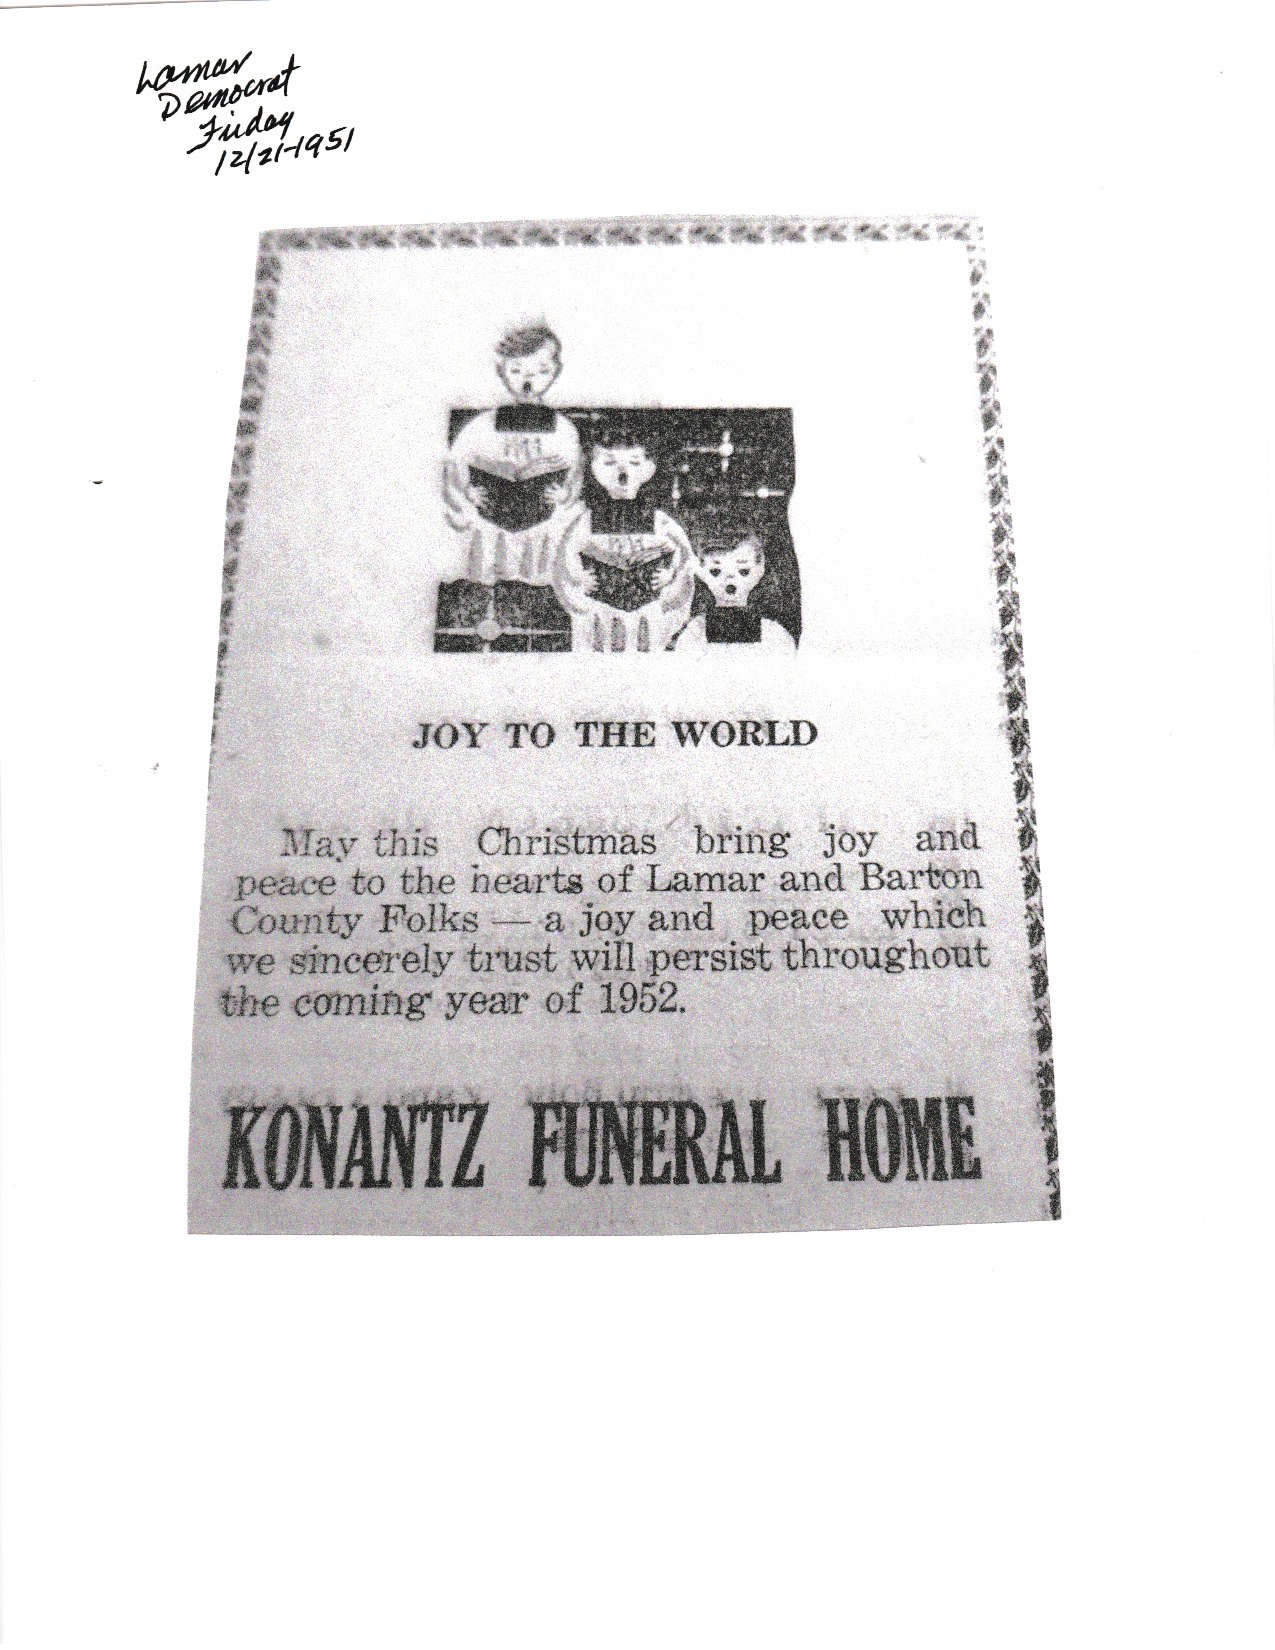 Lamar
Democrat
Friday
12/21-1951
JOY TO THE WORLD
May this Christmas bring joy and
peace to the hearts of Lamar and Barton
County Folks — a joy and peace which
we sincerely trust will persist throughout
the coming year of 1952.
KONANTZ FUNERAL HOME